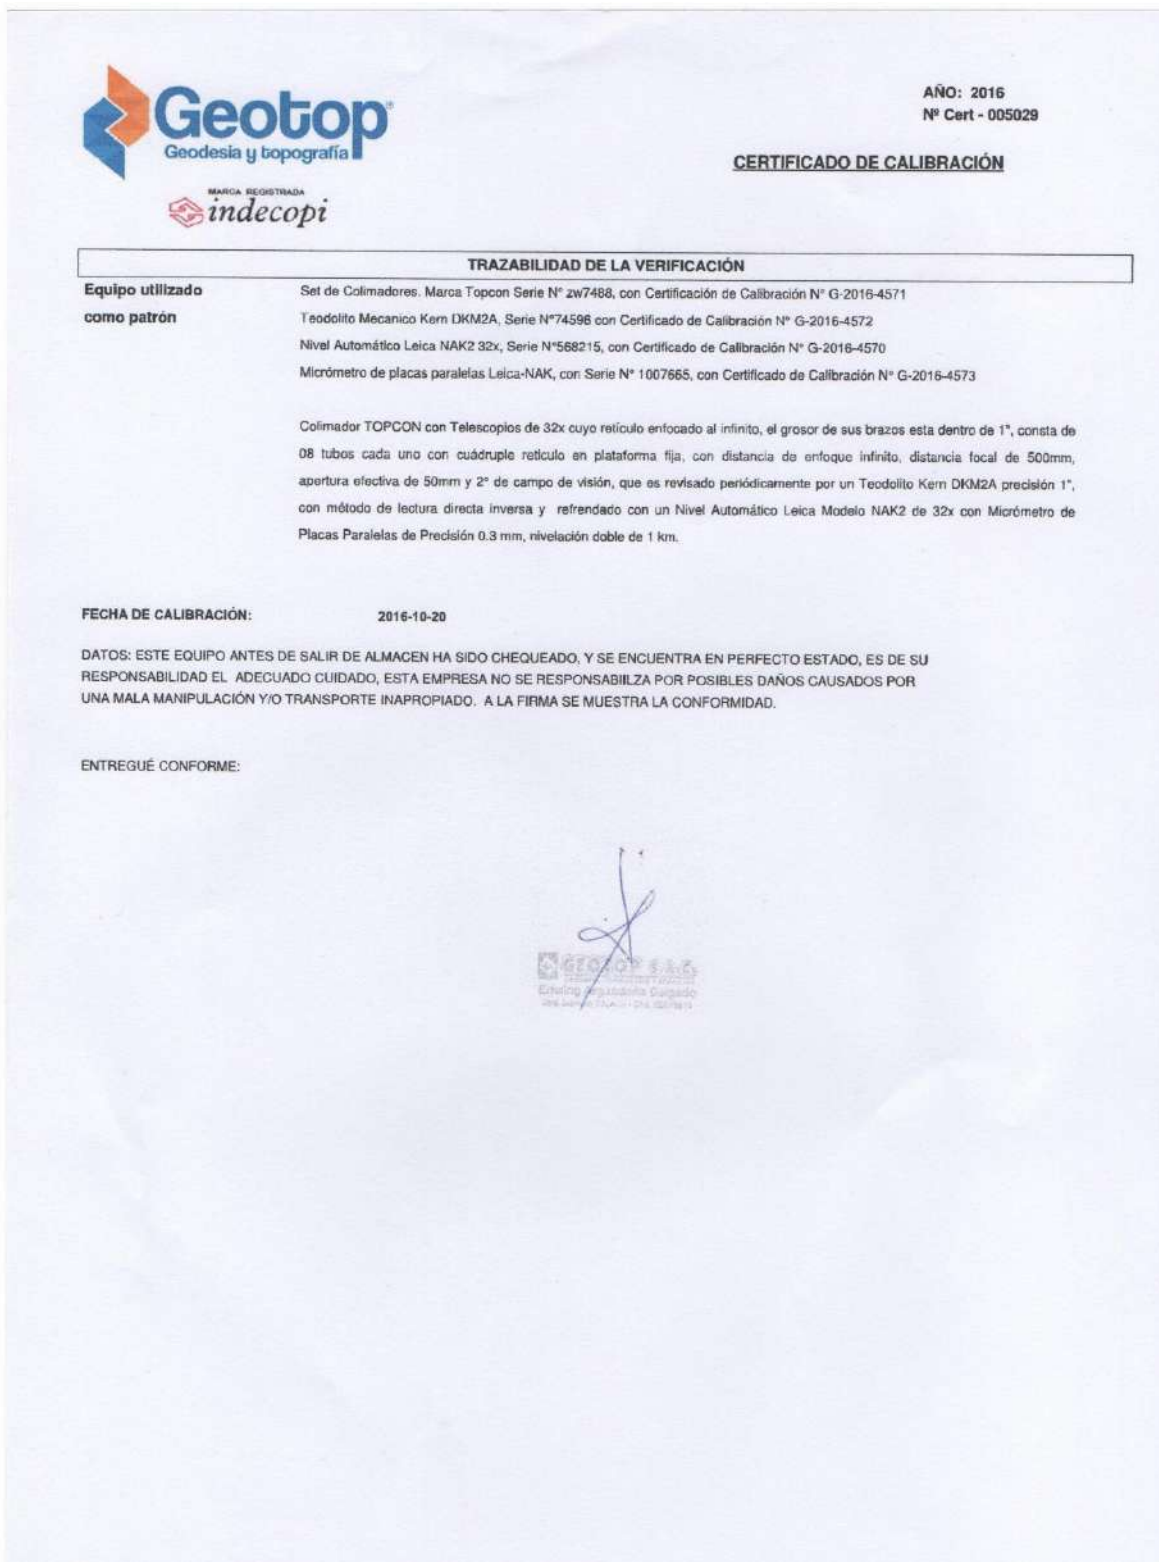 Geotop
Geodesia y topografía
AÑO: 2016
Nº Cert - 005029
CERTIFICADO DE CALIBRACIÓN
MARCA REGISTRADA
indecopi
TRAZABILIDAD DE LA VERIFICACIÓN
Equipo utilizado
como patrón
Set de Colimadores. Marca Topcon Serie N° zw7488, con Certificación de Calibración N° G-2016-4571
Teodolito Mecanico Kern DKM2A, Serie N°74596 con Certificado de Calibración N° G-2016-4572
Nivel Automático Leica NAK2 32x, Serie N°568215, con Certificado de Calibración N° G-2016-4570
Micrómetro de placas paralelas Leica-NAK, con Serie N° 1007665, con Certificado de Calibración N° G-2016-4573
Colimador TOPCON con Telescopios de 32x cuyo retículo enfocado al infinito, el grosor de sus brazos esta dentro de 1", consta de
08 tubos cada uno con cuádruple reticulo en plataforma fija, con distancia de enfoque infinito, distancia focal de 500mm,
apertura efectiva de 50mm y 2° de campo de visión, que es revisado periódicamente por un Teodolito Kern DKM2A precisión 1",
con método de lectura directa inversa y refrendado con un Nivel Automático Leica Modelo NAK2 de 32x con Micrómetro de
Placas Paralelas de Precisión 0.3 mm, nivelación doble de 1 km.
FECHA DE CALIBRACIÓN: 2016-10-20
DATOS: ESTE EQUIPO ANTES DE SALIR DE ALMACEN HA SIDO CHEQUEADO, Y SE ENCUENTRA EN PERFECTO ESTADO, ES DE SU
RESPONSABILIDAD EL ADECUADO CUIDADO, ESTA EMPRESA NO SE RESPONSABIILZA POR POSIBLES DAÑOS CAUSADOS POR
UNA MALA MANIPULACIÓN Y/O TRANSPORTE INAPROPIADO. A LA FIRMA SE MUESTRA LA CONFORMIDAD.
ENTREGUÉ CONFORME:
GEOTOP S.A.C.